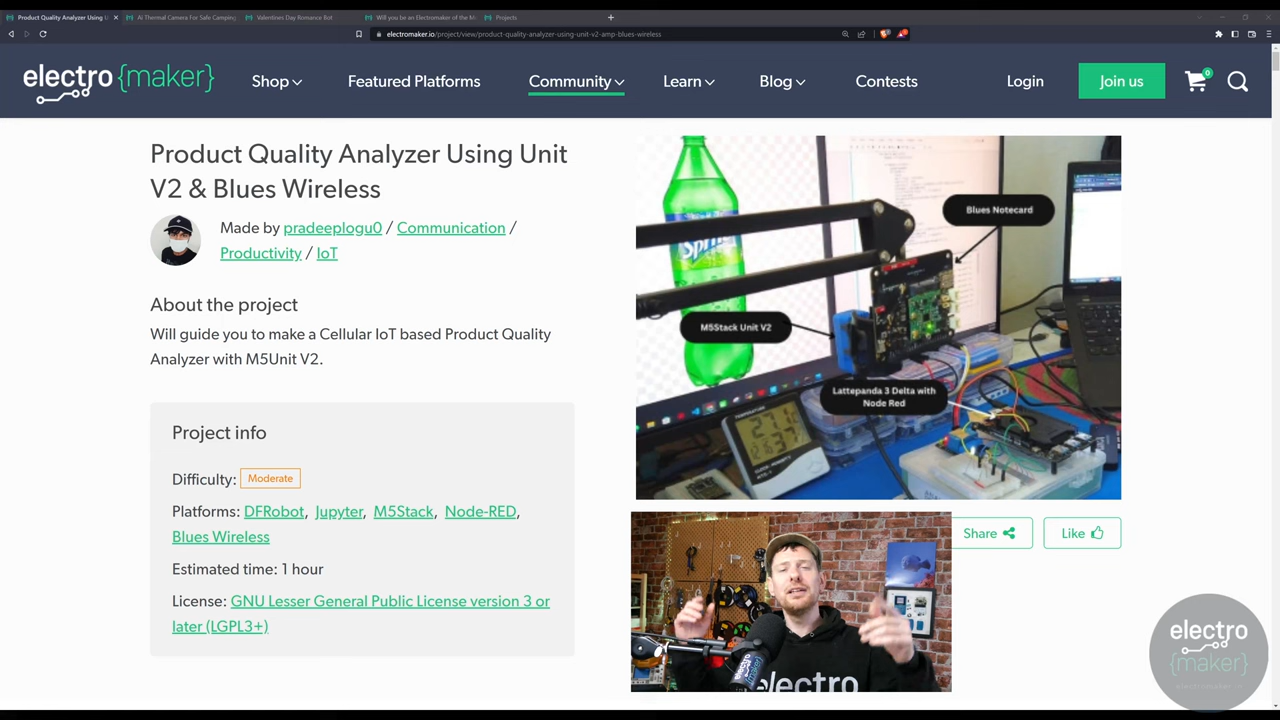 Product Quality Analyzer Using U
Ai Thermal Camera For Safe Camping
Valentines Day Romance Bot
Will you be an Electromaker of the M
Projects
electromaker.io/project/view/product-quality-analyzer-using-unit-v2-amp-blues-wireless
electro {maker}
Shop
Featured Platforms
Community
Learn
Blog
Contests
Login
Join us
0
Product Quality Analyzer Using Unit
V2 & Blues Wireless
Made by pradeeplogu0 / Communication /
Productivity / IoT
About the project
Will guide you to make a Cellular IoT based Product Quality
Analyzer with M5Unit V2.
Project info
Difficulty: Moderate
Platforms: DFRobot, Jupyter, M5Stack, Node-RED,
Blues Wireless
Estimated time: 1 hour
License: GNU Lesser General Public License version 3 or
later (LGPL3+)
Sprite
Blues Notecard
M5Stack Unit V2
Lattepanda 3 Delta with
Node Red
Share
Like
electro
electro
{maker}